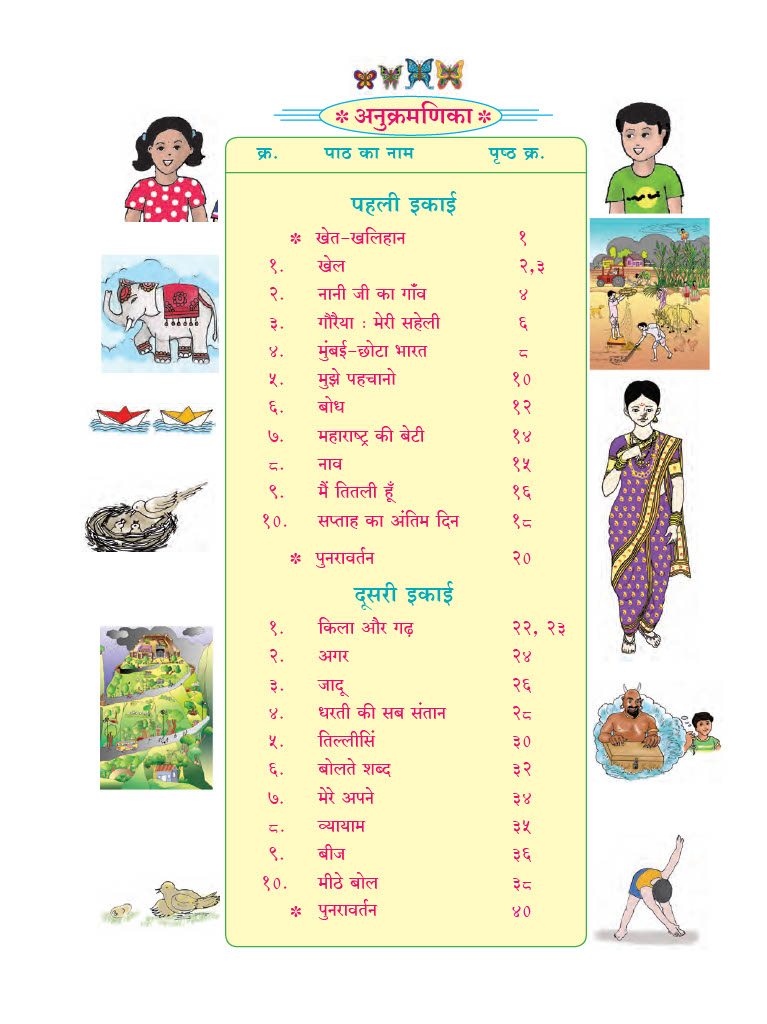 * अनुक्रमणिका *
क्र. पाठ का नाम पृष्ठ क्र.
पहली इकाई
* खेत-खलिहान १
१. खेल २,३
२. नानी जी का गाँव ४
३. गौरैया : मेरी सहेली ६
४. मुंबई-छोटा भारत ८
५. मुझे पहचानो १०
६. बोध १२
७. महाराष्ट्र की बेटी १४
८. नाव १५
९. मैं तितली हूँ १६
१०. सप्ताह का अंतिम दिन १८
* पुनरावर्तन २०
दूसरी इकाई
१. किला और गढ़ २२, २३
२. अगर २४
३. जादू २६
४. धरती की सब संतान २८
५. तिल्लीसिं ३०
६. बोलते शब्द ३२
७. मेरे अपने ३४
८. व्यायाम ३५
९. बीज ३६
१०. मीठे बोल ३८
* पुनरावर्तन ४०